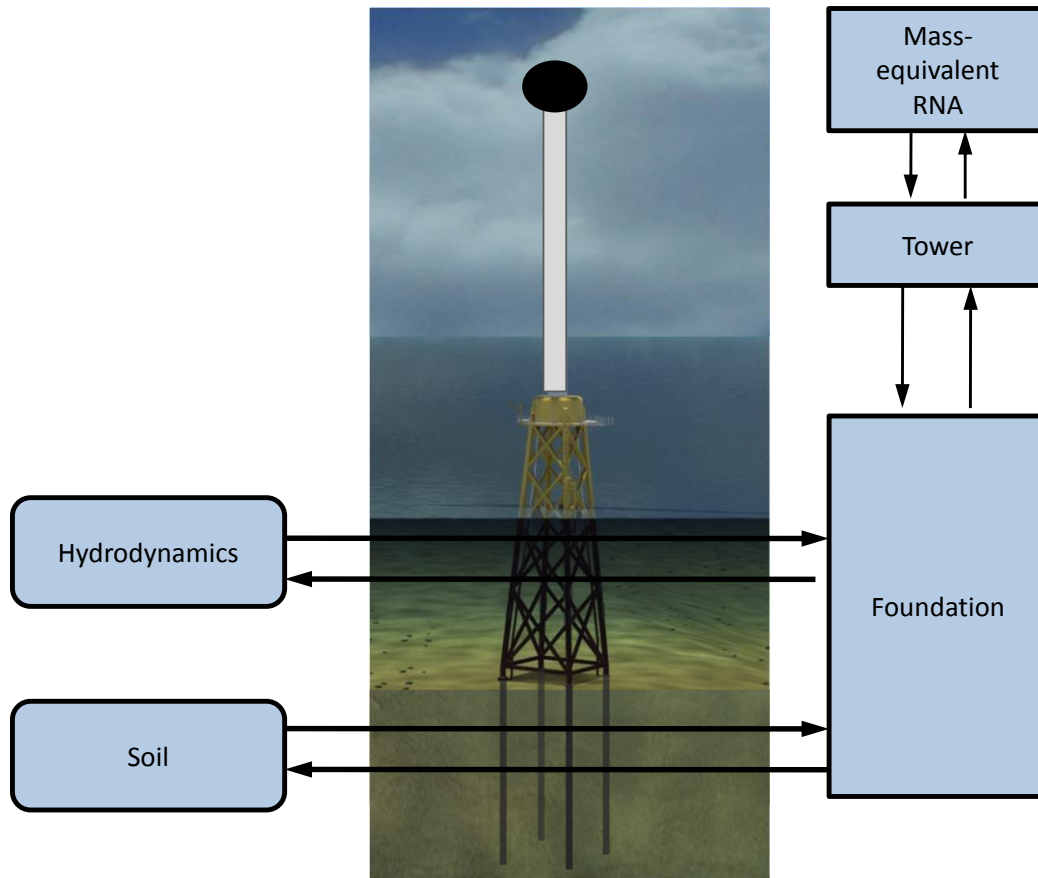 Mass-
equivalent
RNA
Tower
Hydrodynamics
Foundation
Soil